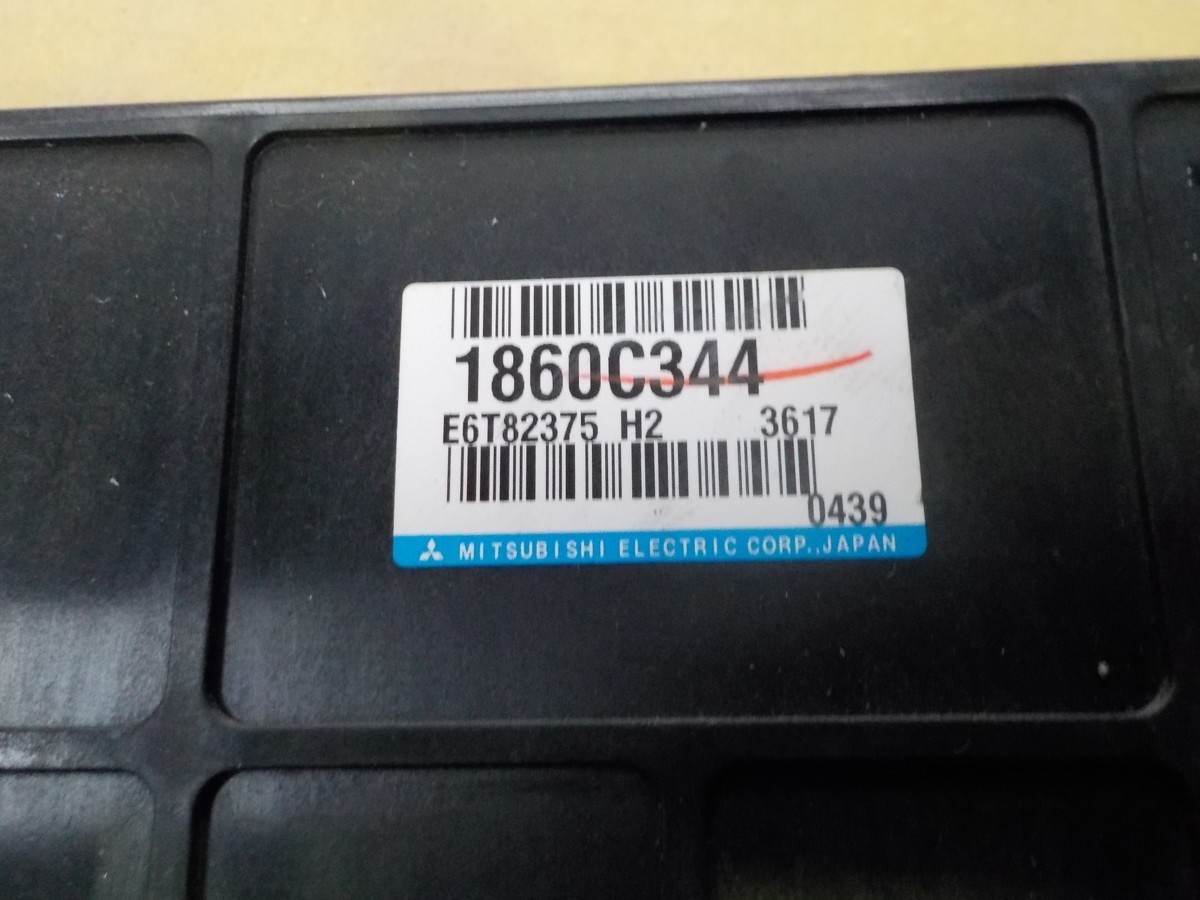 1860C344
E6T82375 H2 3617
0439
MITSUBISHI ELECTRIC CORP.,JAPAN